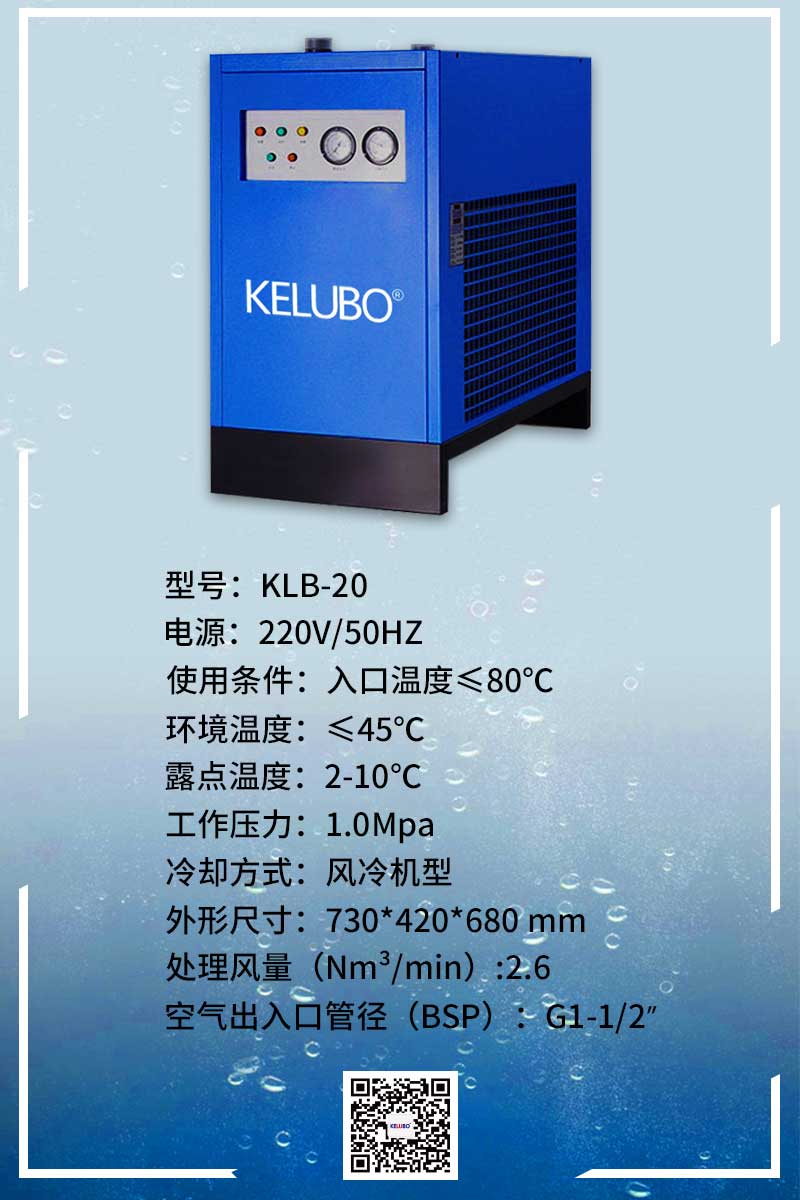 KELUBO®
型号：KLB-20
电源：220V/50HZ
使用条件：入口温度≤80℃
环境温度：≤45℃
露点温度：2-10℃
工作压力：1.0Mpa
冷却方式：风冷机型
外形尺寸：730*420*680 mm
处理风量（Nm³/min）:2.6
空气出入口管径（BSP）：G1-1/2″
KELUBO